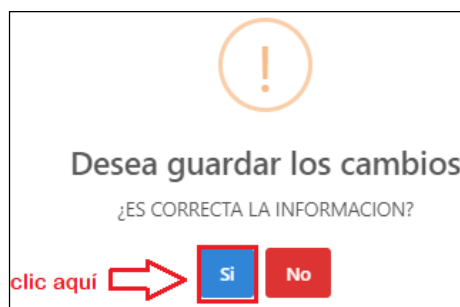 !
Desea guardar los cambios
¿ES CORRECTA LA INFORMACION?
clic aquí Si No